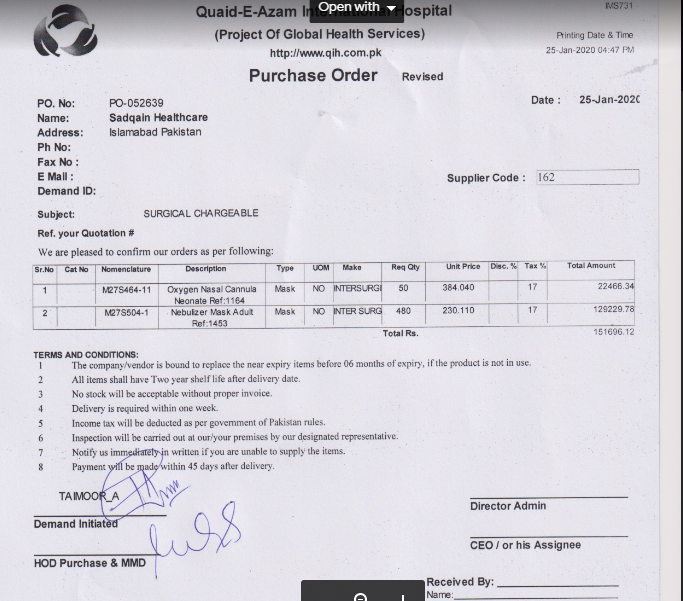 IMS731
Open with
Quaid-E-Azam International Hospital
(Project Of Global Health Services)
http://www.qih.com.pk
Printing Date & Time
25-Jan-2020 04:47 PM
Purchase Order Revised
PO. No: PO-052639
Date : 25-Jan-2020
Name: Sadqain Healthcare
Address: Islamabad Pakistan
Ph No:
Fax No :
E Mail :
Supplier Code : 162
Demand ID:
Subject: SURGICAL CHARGEABLE
Ref. your Quotation #
We are pleased to confirm our orders as per following:
Sr.No Cat No Nomenclature Description Type UOM Make Req Qty Unit Price Disc. % Tax % Total Amount
1 M27S464-11 Oxygen Nasal Cannula Mask NO INTERSURGI 50 384.040 17 22466.34
Neonate Ref:1164
2 M27S504-1 Nebulizer Mask Adult Mask NO INTER SURG 480 230.110 17 129229.78
Ref:1453
Total Rs. 151696.12
TERMS AND CONDITIONS:
1 The company/vendor is bound to replace the near expiry items before 06 months of expiry, if the product is not in use.
2 All items shall have Two year shelf life after delivery date.
3 No stock will be acceptable without proper invoice.
4 Delivery is required within one week.
5 Income tax will be deducted as per government of Pakistan rules.
6 Inspection will be carried out at our/your premises by our designated representative.
7 Notify us immediately in written if you are unable to supply the items.
8 Payment will be made within 45 days after delivery.
TAIMOOR_A
Demand Initiated
Director Admin
HOD Purchase & MMD
CEO / or his Assignee
Received By:
Name: